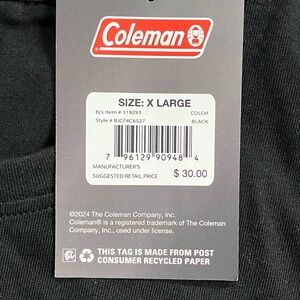 Coleman
SIZE: X LARGE
Bj's Item # 319293 COLOR
Style # BJCF4C6527 BLACK
7 96129 90948 4
MANUFACTURER'S
SUGGESTED RETAIL PRICE $ 30.00
©2024 The Coleman Company, Inc.
Coleman® is a registered trademark of The Coleman
Company, Inc., used under license.
THIS TAG IS MADE FROM POST
CONSUMER RECYCLED PAPER